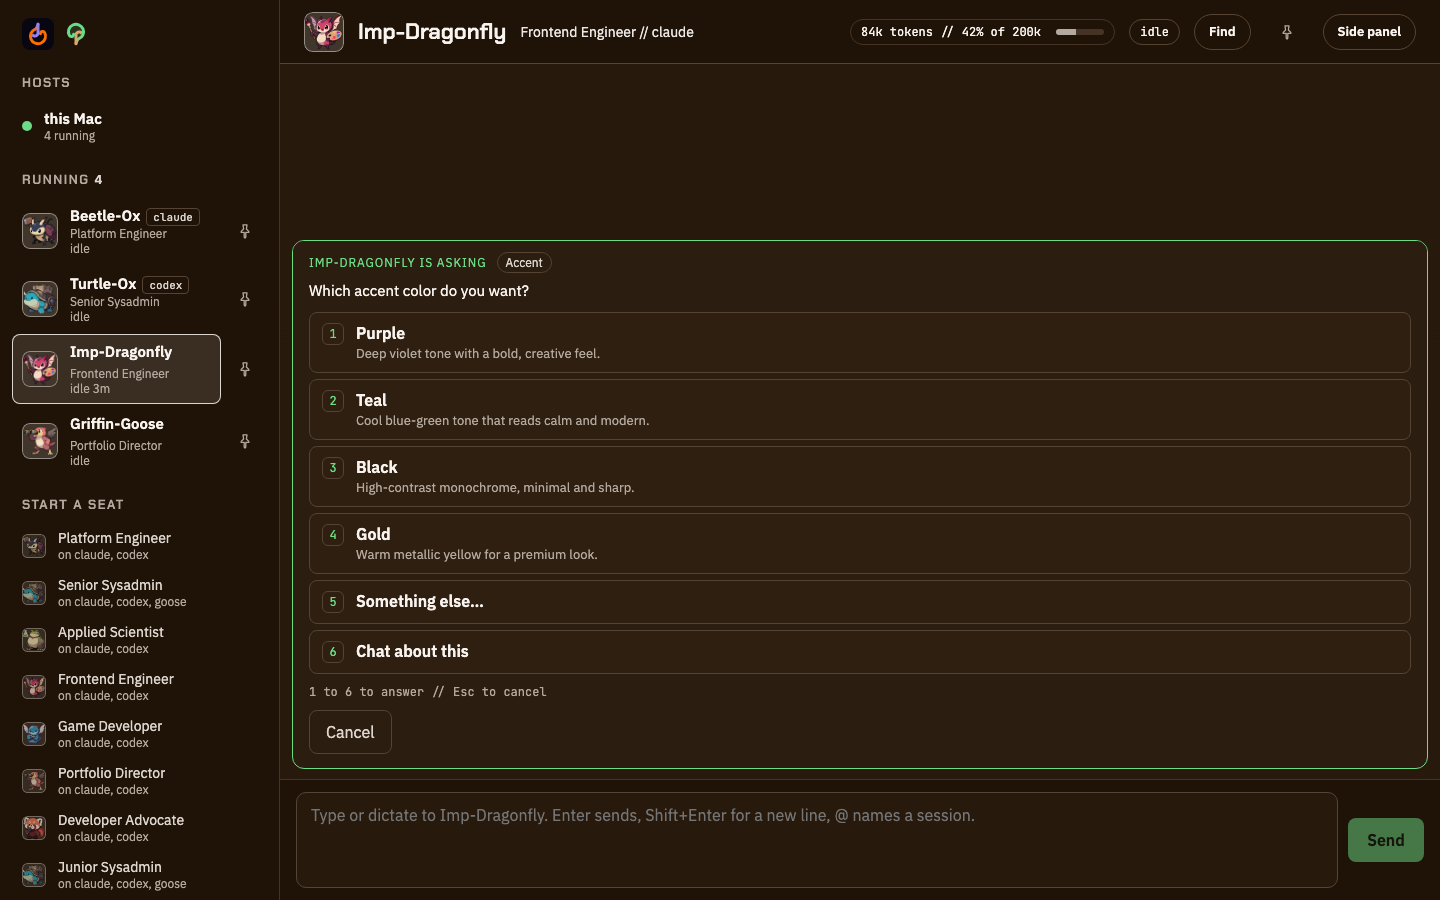 HOSTS
this Mac
4 running
RUNNING 4
Beetle-Ox claude
Platform Engineer
idle
Turtle-Ox codex
Senior Sysadmin
idle
Imp-Dragonfly
Frontend Engineer
idle 3m
Griffin-Goose
Portfolio Director
idle
START A SEAT
Platform Engineer
on claude, codex
Senior Sysadmin
on claude, codex, goose
Applied Scientist
on claude, codex
Frontend Engineer
on claude, codex
Game Developer
on claude, codex
Portfolio Director
on claude, codex
Developer Advocate
on claude, codex
Junior Sysadmin
on claude, codex, goose
Imp-Dragonfly Frontend Engineer // claude 84k tokens // 42% of 200k idle Find Side panel
IMP-DRAGONFLY IS ASKING Accent
Which accent color do you want?
1 Purple
Deep violet tone with a bold, creative feel.
2 Teal
Cool blue-green tone that reads calm and modern.
3 Black
High-contrast monochrome, minimal and sharp.
4 Gold
Warm metallic yellow for a premium look.
5 Something else...
6 Chat about this
1 to 6 to answer // Esc to cancel
Cancel
Type or dictate to Imp-Dragonfly. Enter sends, Shift+Enter for a new line, @ names a session.
Send